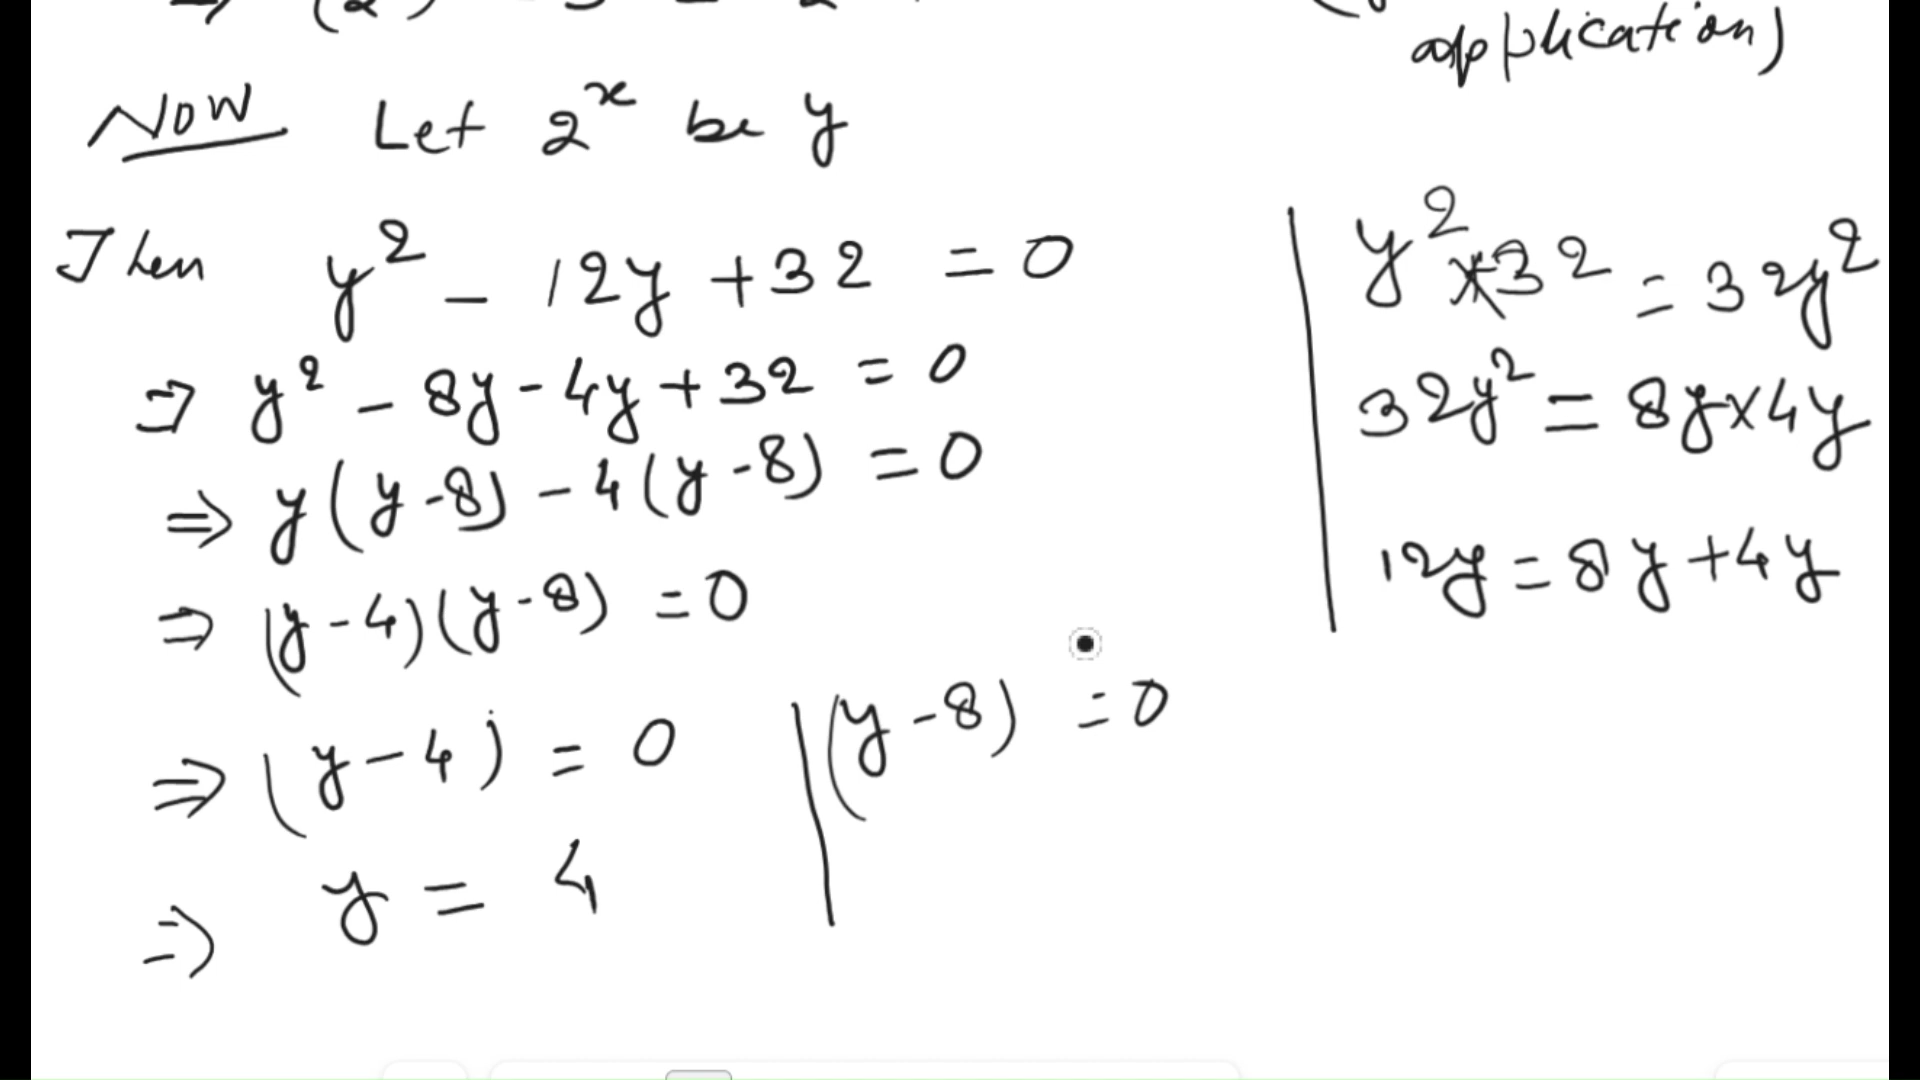 application)
Now Let 2^x be y
Then y² - 12y + 32 = 0
⇒ y² - 8y - 4y + 32 = 0
⇒ y(y-8) - 4(y-8) = 0
⇒ (y-4)(y-8) = 0
⇒ (y-4) = 0 | (y-8) = 0
⇒ y = 4
y² × 32 = 32y²
32y² = 8y×4y
12y = 8y + 4y